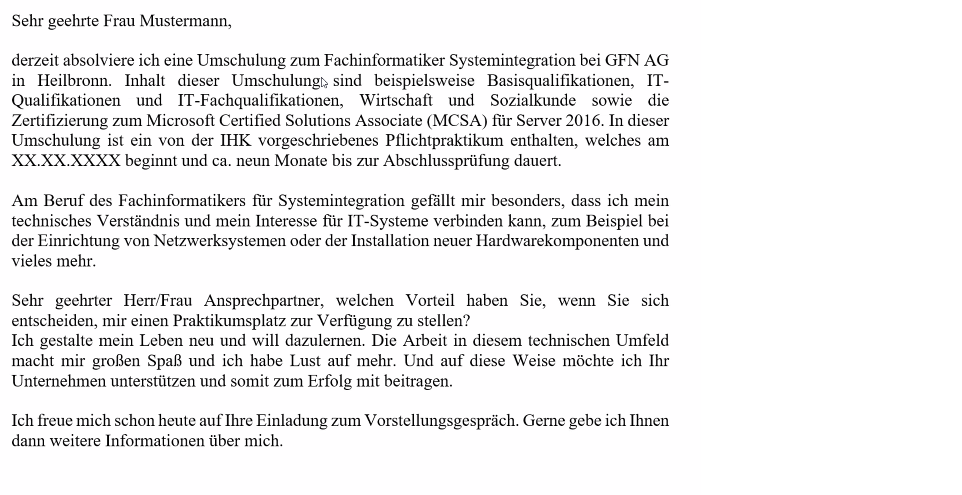 Sehr geehrte Frau Mustermann,
derzeit absolviere ich eine Umschulung zum Fachinformatiker Systemintegration bei GFN AG
in Heilbronn. Inhalt dieser Umschulung sind beispielsweise Basisqualifikationen, IT-
Qualifikationen und IT-Fachqualifikationen, Wirtschaft und Sozialkunde sowie die
Zertifizierung zum Microsoft Certified Solutions Associate (MCSA) für Server 2016. In dieser
Umschulung ist ein von der IHK vorgeschriebenes Pflichtpraktikum enthalten, welches am
XX.XX.XXXX beginnt und ca. neun Monate bis zur Abschlussprüfung dauert.
Am Beruf des Fachinformatikers für Systemintegration gefällt mir besonders, dass ich mein
technisches Verständnis und mein Interesse für IT-Systeme verbinden kann, zum Beispiel bei
der Einrichtung von Netzwerksystemen oder der Installation neuer Hardwarekomponenten und
vieles mehr.
Sehr geehrter Herr/Frau Ansprechpartner, welchen Vorteil haben Sie, wenn Sie sich
entscheiden, mir einen Praktikumsplatz zur Verfügung zu stellen?
Ich gestalte mein Leben neu und will dazulernen. Die Arbeit in diesem technischen Umfeld
macht mir großen Spaß und ich habe Lust auf mehr. Und auf diese Weise möchte ich Ihr
Unternehmen unterstützen und somit zum Erfolg mit beitragen.
Ich freue mich schon heute auf Ihre Einladung zum Vorstellungsgespräch. Gerne gebe ich Ihnen
dann weitere Informationen über mich.